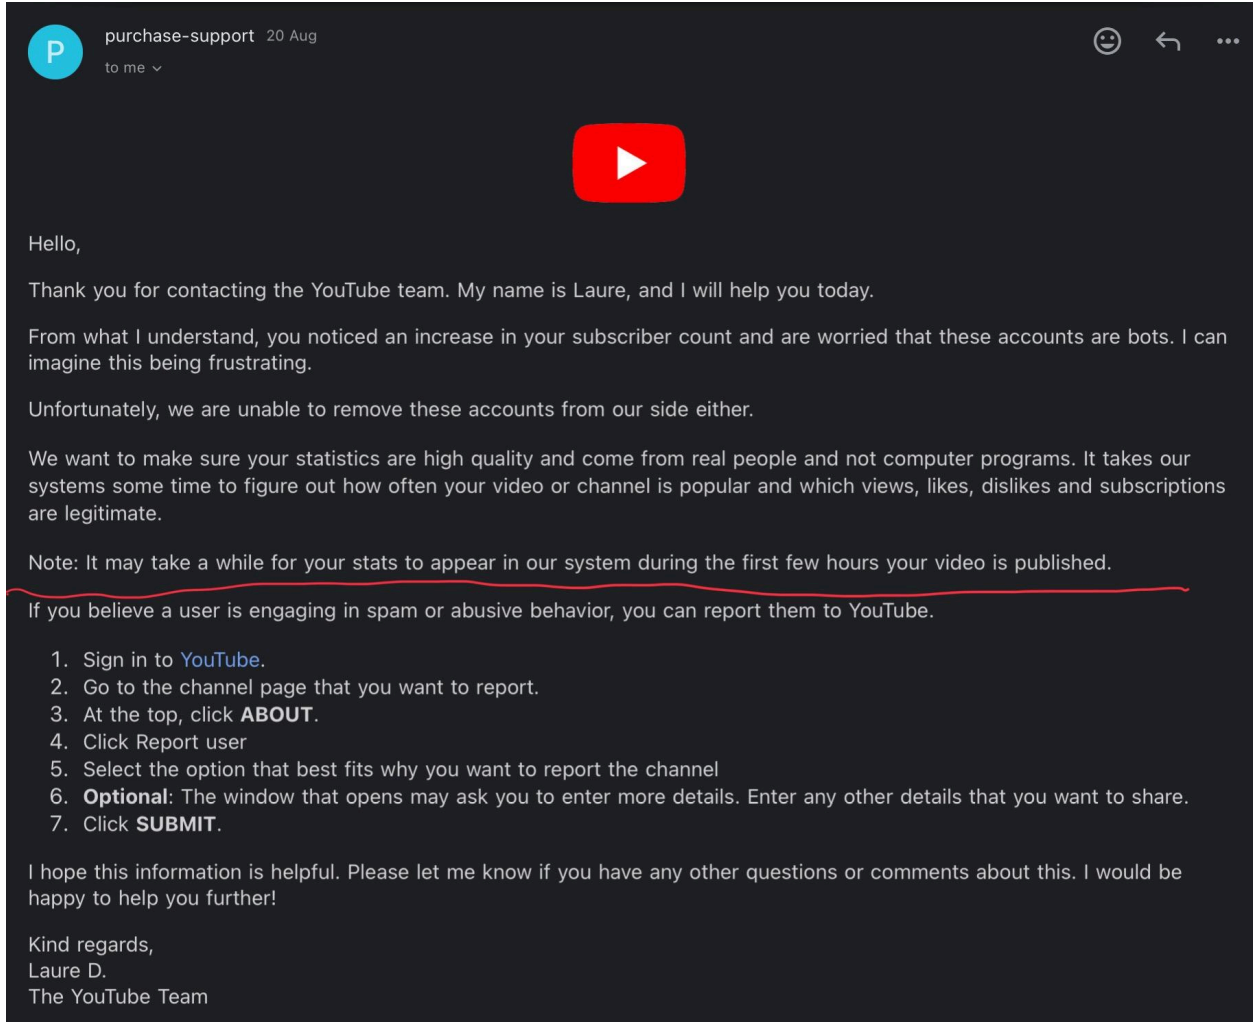 P
purchase-support 20 Aug
to me
Hello,
Thank you for contacting the YouTube team. My name is Laure, and I will help you today.
From what I understand, you noticed an increase in your subscriber count and are worried that these accounts are bots. I can
imagine this being frustrating.
Unfortunately, we are unable to remove these accounts from our side either.
We want to make sure your statistics are high quality and come from real people and not computer programs. It takes our
systems some time to figure out how often your video or channel is popular and which views, likes, dislikes and subscriptions
are legitimate.
Note: It may take a while for your stats to appear in our system during the first few hours your video is published.
If you believe a user is engaging in spam or abusive behavior, you can report them to YouTube.
1. Sign in to YouTube.
2. Go to the channel page that you want to report.
3. At the top, click ABOUT.
4. Click Report user
5. Select the option that best fits why you want to report the channel
6. Optional: The window that opens may ask you to enter more details. Enter any other details that you want to share.
7. Click SUBMIT.
I hope this information is helpful. Please let me know if you have any other questions or comments about this. I would be
happy to help you further!
Kind regards,
Laure D.
The YouTube Team